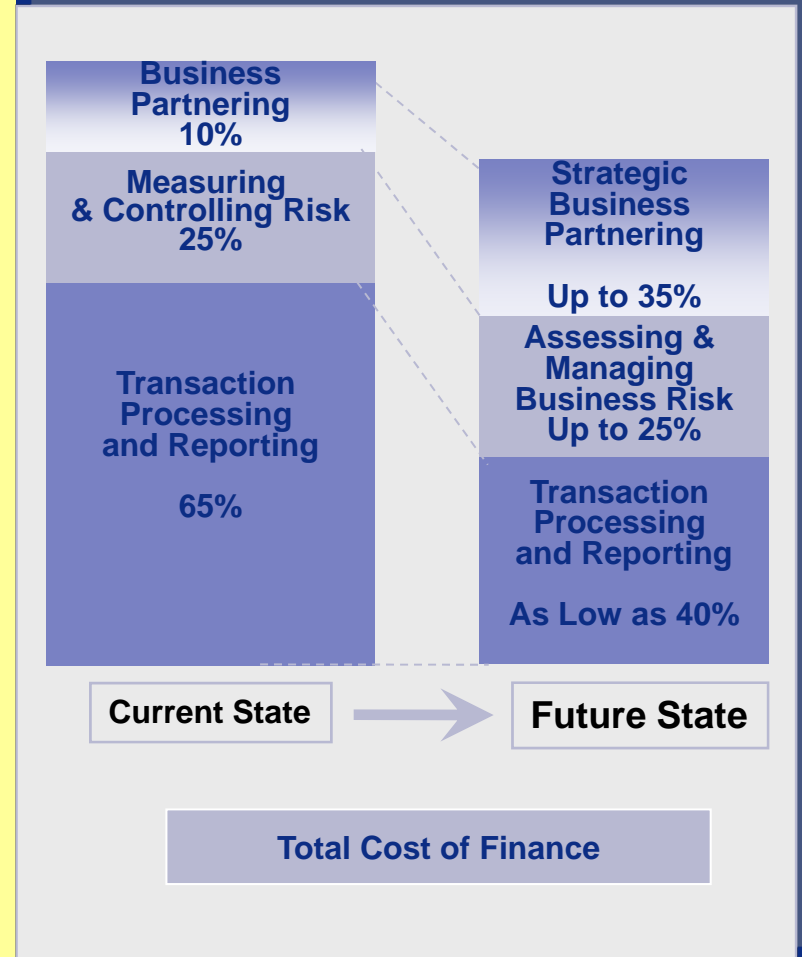 Business
Partnering
10%
Measuring
& Controlling Risk
25%
Transaction
Processing
and Reporting
65%
Strategic
Business
Partnering
Up to 35%
Assessing &
Managing
Business Risk
Up to 25%
Transaction
Processing
and Reporting
As Low as 40%
Current State
Future State
Total Cost of Finance